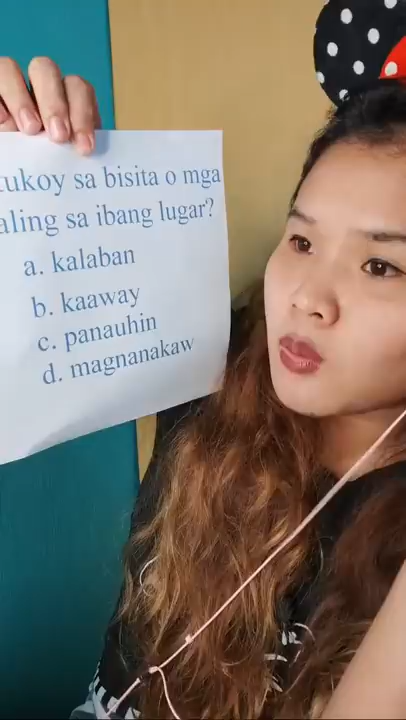 tukoy sa bisita o mga
aling sa ibang lugar?
a. kalaban
b. kaaway
c. panauhin
d. magnanakaw